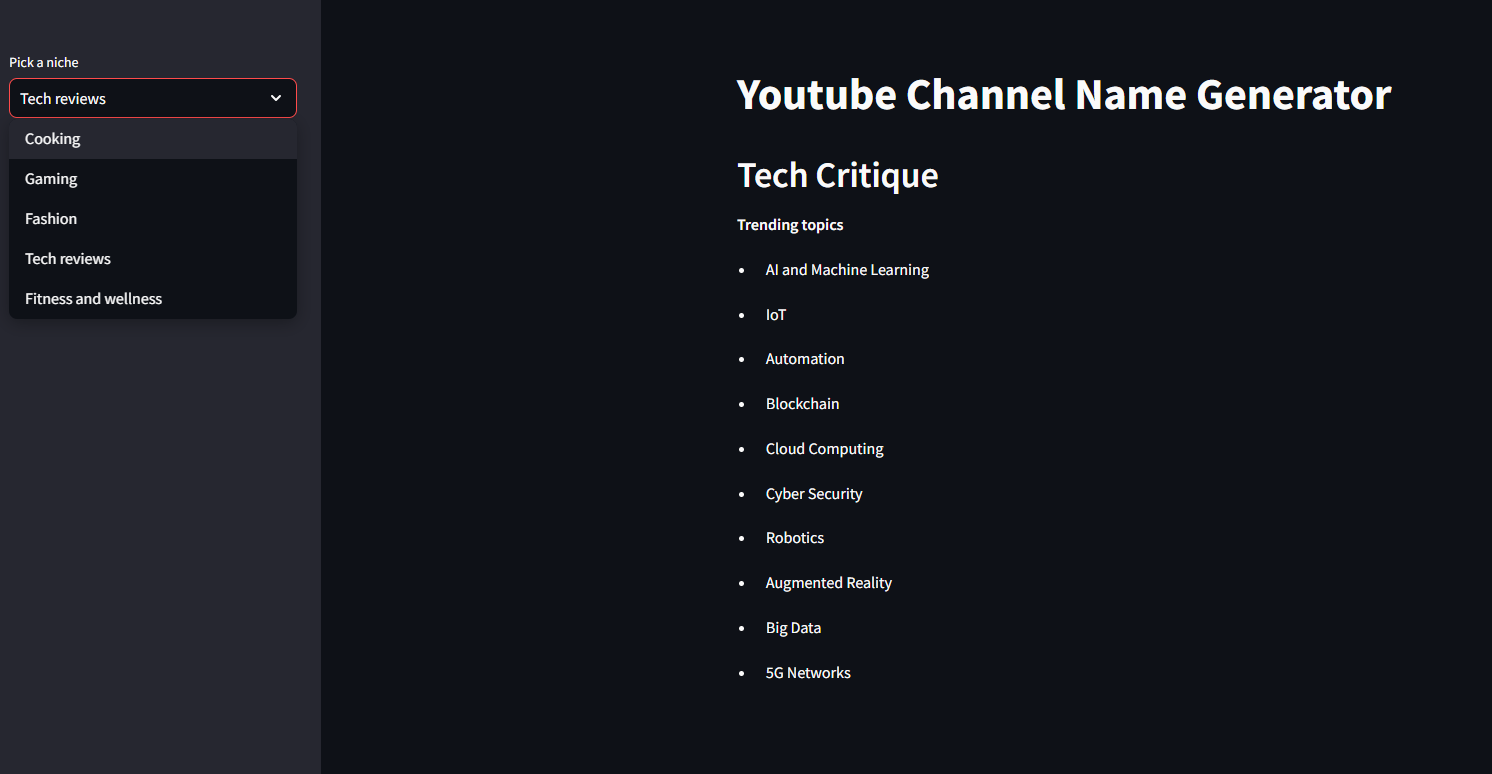 Pick a niche
Tech reviews
Cooking
Gaming
Fashion
Tech reviews
Fitness and wellness
Youtube Channel Name Generator
Tech Critique
Trending topics
AI and Machine Learning
IoT
Automation
Blockchain
Cloud Computing
Cyber Security
Robotics
Augmented Reality
Big Data
5G Networks